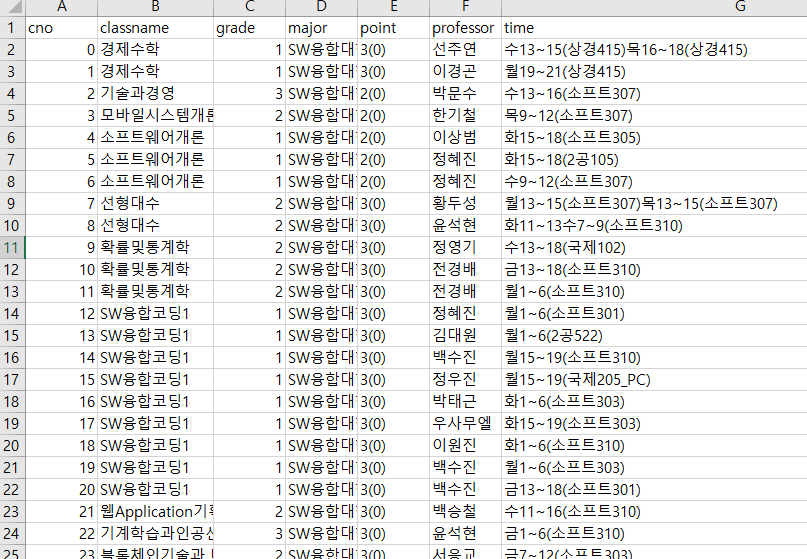 A B C D E F G
1 cno classname grade major point professor time
2 0 경제수학 1 SW융합대 3(0) 선주연 수13~15(상경415)목16~18(상경415)
3 1 경제수학 1 SW융합대 3(0) 이경곤 월19~21(상경415)
4 2 기술과경영 3 SW융합대 2(0) 박문수 수13~16(소프트307)
5 3 모바일시스템개론 2 SW융합대 2(0) 한기철 목9~12(소프트307)
6 4 소프트웨어개론 1 SW융합대 2(0) 이상범 화15~18(소프트305)
7 5 소프트웨어개론 1 SW융합대 2(0) 정혜진 화15~18(2공105)
8 6 소프트웨어개론 1 SW융합대 2(0) 정혜진 수9~12(소프트307)
9 7 선형대수 2 SW융합대 3(0) 황두성 월13~15(소프트307)목13~15(소프트307)
10 8 선형대수 2 SW융합대 3(0) 윤석현 화11~13수7~9(소프트310)
11 9 확률및통계학 2 SW융합대 3(0) 정영기 수13~18(국제102)
12 10 확률및통계학 2 SW융합대 3(0) 전경배 금13~18(소프트310)
13 11 확률및통계학 2 SW융합대 3(0) 전경배 월1~6(소프트310)
14 12 SW융합코딩1 1 SW융합대 3(0) 정혜진 월1~6(소프트301)
15 13 SW융합코딩1 1 SW융합대 3(0) 김대원 월1~6(2공522)
16 14 SW융합코딩1 1 SW융합대 3(0) 백수진 월15~19(소프트310)
17 15 SW융합코딩1 1 SW융합대 3(0) 정우진 월15~19(국제205_PC)
18 16 SW융합코딩1 1 SW융합대 3(0) 박태근 화1~6(소프트303)
19 17 SW융합코딩1 1 SW융합대 3(0) 우사무엘 화15~19(소프트303)
20 18 SW융합코딩1 1 SW융합대 3(0) 이원진 화1~6(소프트310)
21 19 SW융합코딩1 1 SW융합대 3(0) 백수진 월1~6(소프트303)
22 20 SW융합코딩1 1 SW융합대 3(0) 백수진 금13~18(소프트301)
23 21 웹Application기획 2 SW융합대 3(0) 백승철 수11~16(소프트310)
24 22 기계학습과인공신 3 SW융합대 3(0) 윤석현 금1~6(소프트310)
25 23 블록체인기술과 2 SW융합대 3(0) 서응교 금7~12(소프트303)